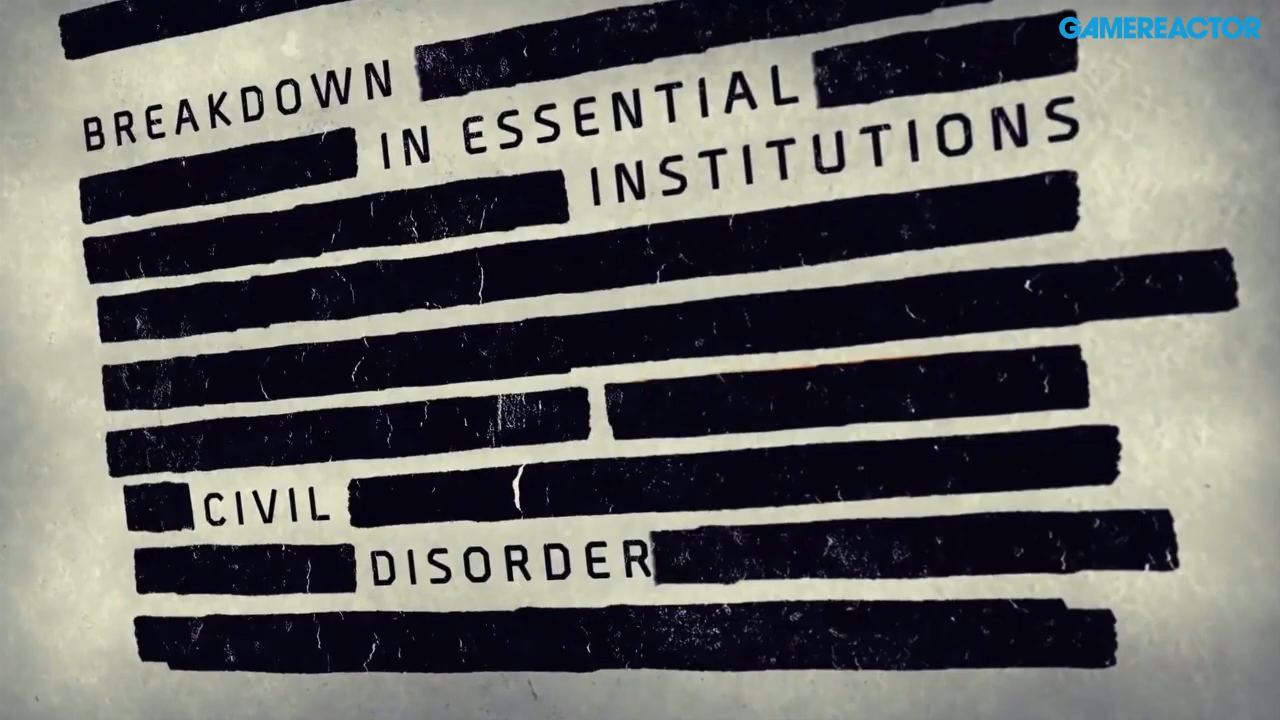 GAMEREACTOR
BREAKDOWN
IN ESSENTIAL
INSTITUTIONS
CIVIL
DISORDER